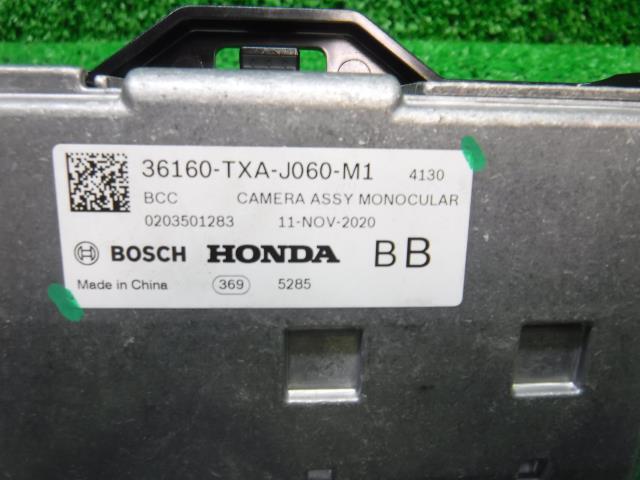 36160-TXA-J060-M1 4130
BCC CAMERA ASSY MONOCULAR
0203501283 11-NOV-2020
BOSCH HONDA BB
Made in China 369 5285